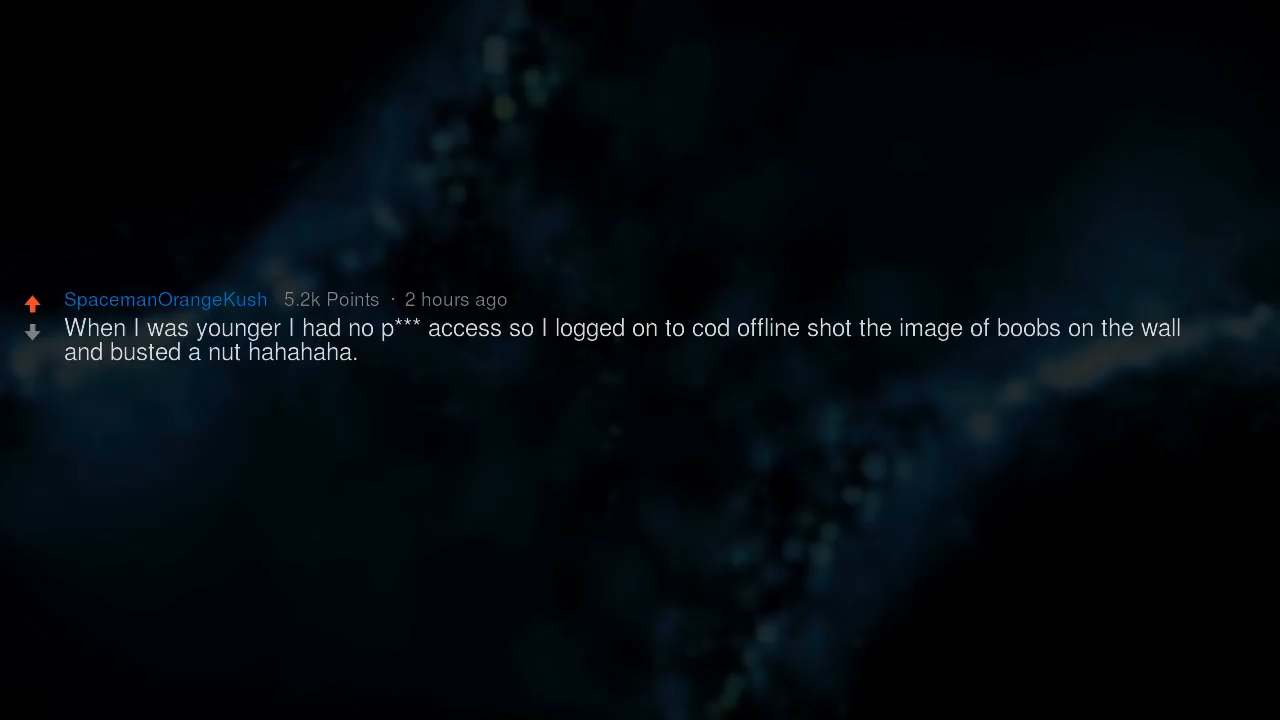 SpacemanOrangeKush 5.2k Points · 2 hours ago
When I was younger I had no p*** access so I logged on to cod offline shot the image of boobs on the wall
and busted a nut hahahaha.